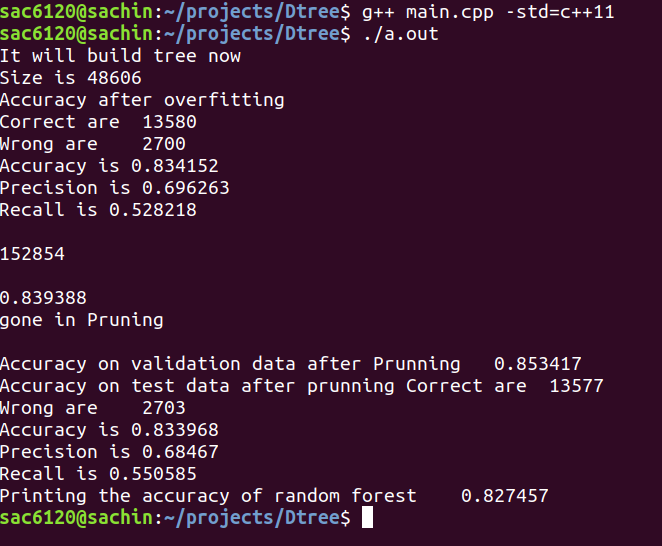 sac6120@sachin:~/projects/Dtree$ g++ main.cpp -std=c++11
sac6120@sachin:~/projects/Dtree$ ./a.out
It will build tree now
Size is 48606
Accuracy after overfitting
Correct are  13580
Wrong are    2700
Accuracy is 0.834152
Precision is 0.696263
Recall is 0.528218
152854
0.839388
gone in Pruning
Accuracy on validation data after Prunning   0.853417
Accuracy on test data after prunning Correct are  13577
Wrong are    2703
Accuracy is 0.833968
Precision is 0.68467
Recall is 0.550585
Printing the accuracy of random forest    0.827457
sac6120@sachin:~/projects/Dtree$